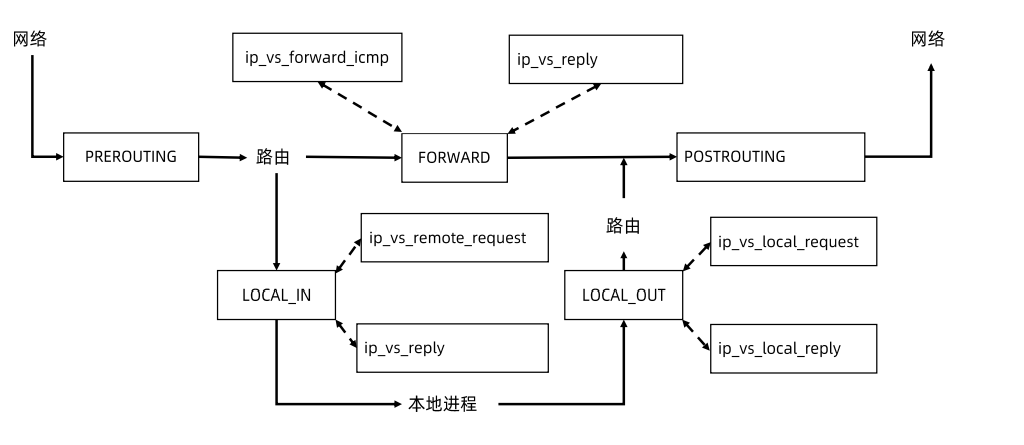 网络
网络
ip_vs_forward_icmp
ip_vs_reply
PREROUTING
路由
FORWARD
POSTROUTING
路由
ip_vs_remote_request
ip_vs_local_request
LOCAL_IN
LOCAL_OUT
ip_vs_reply
ip_vs_local_reply
本地进程